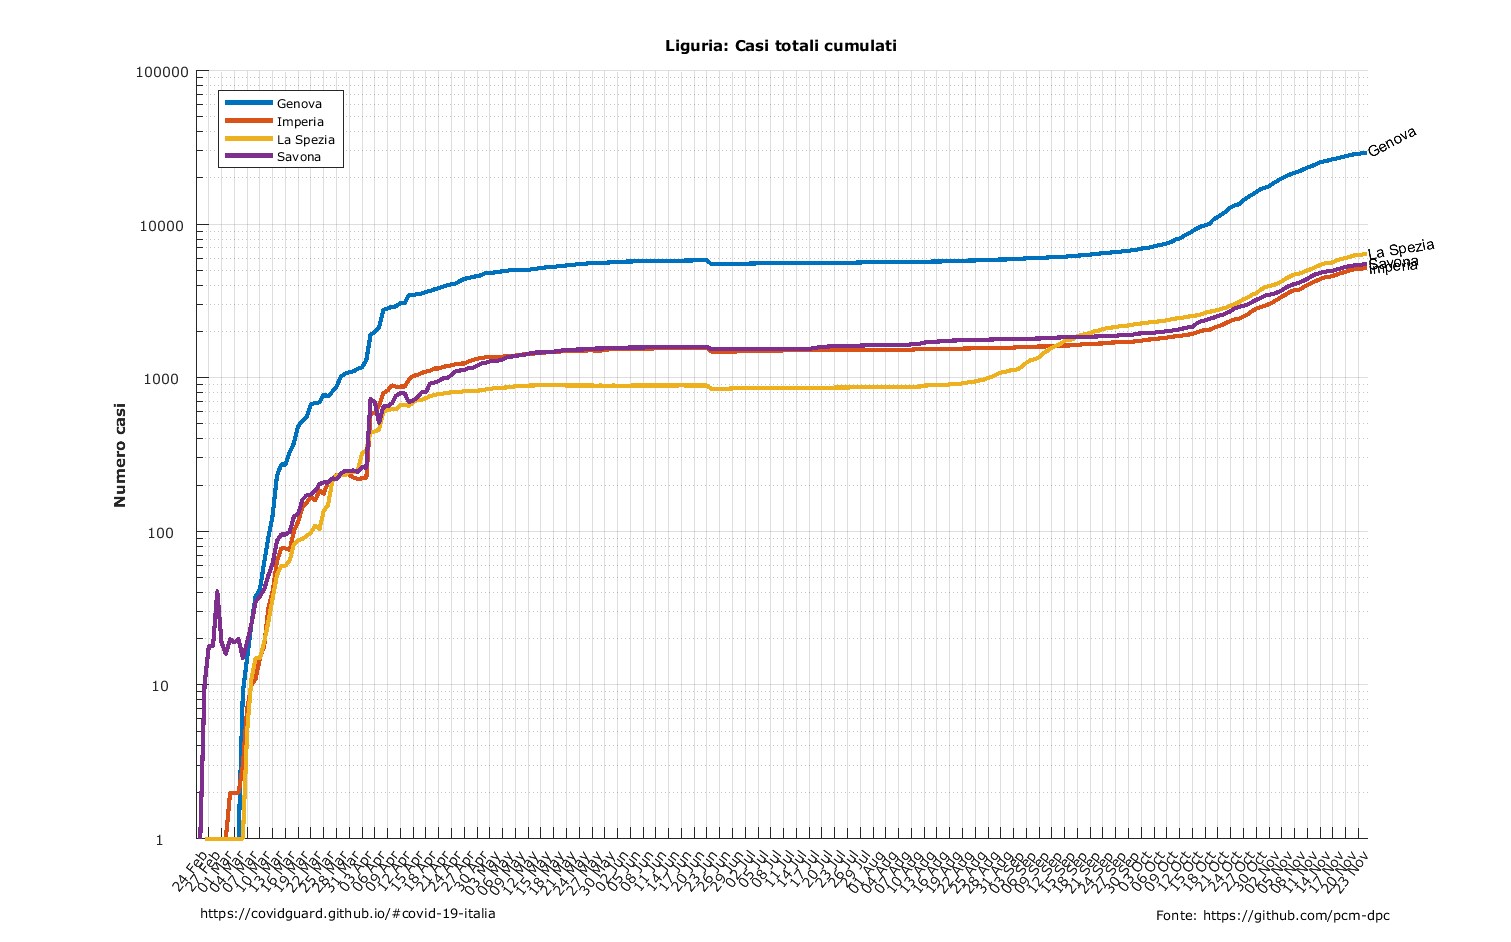 Liguria: Casi totali cumulati
100000
10000
1000
100
10
1
Numero casi
Genova
Imperia
La Spezia
Savona
Genova
La Spezia
Savona
Imperia
24 Feb
27 Feb
01 Mar
04 Mar
07 Mar
10 Mar
13 Mar
16 Mar
19 Mar
22 Mar
25 Mar
28 Mar
31 Mar
03 Apr
06 Apr
09 Apr
12 Apr
15 Apr
18 Apr
21 Apr
24 Apr
27 Apr
30 Apr
03 May
06 May
09 May
12 May
15 May
18 May
21 May
24 May
27 May
30 May
02 Jun
05 Jun
08 Jun
11 Jun
14 Jun
17 Jun
20 Jun
23 Jun
26 Jun
29 Jun
02 Jul
05 Jul
08 Jul
11 Jul
14 Jul
17 Jul
20 Jul
23 Jul
26 Jul
29 Jul
01 Aug
04 Aug
07 Aug
10 Aug
13 Aug
16 Aug
19 Aug
22 Aug
25 Aug
28 Aug
31 Aug
03 Sep
06 Sep
09 Sep
12 Sep
15 Sep
18 Sep
21 Sep
24 Sep
27 Sep
30 Sep
03 Oct
06 Oct
09 Oct
12 Oct
15 Oct
18 Oct
21 Oct
24 Oct
27 Oct
30 Oct
02 Nov
05 Nov
08 Nov
11 Nov
14 Nov
17 Nov
20 Nov
23 Nov
https://covidguard.github.io/#covid-19-italia
Fonte: https://github.com/pcm-dpc